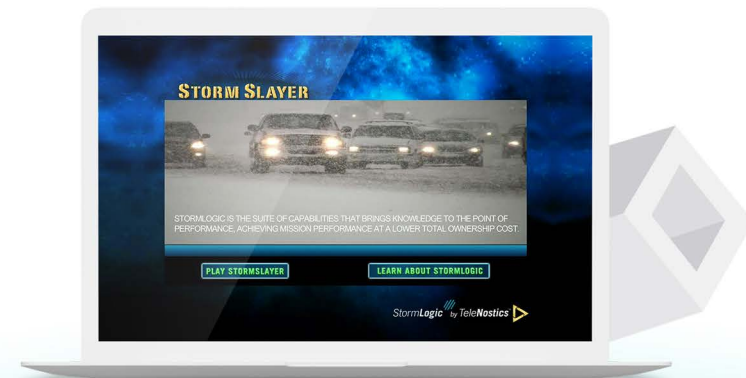 STORM SLAYER
STORMLOGIC IS THE SUITE OF CAPABILITIES THAT BRINGS KNOWLEDGE TO THE POINT OF
PERFORMANCE, ACHIEVING MISSION PERFORMANCE AT A LOWER TOTAL OWNERSHIP COST.
PLAY STORMSLAYER
LEARN ABOUT STORMLOGIC
StormLogic by TeleNostics